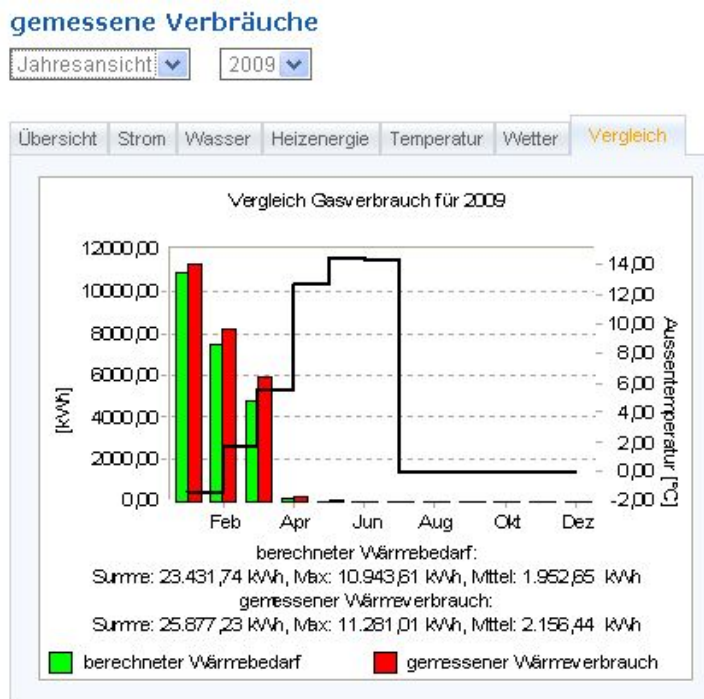 gemessene Verbräuche
Jahresansicht 2009
Übersicht Strom Wasser Heizenergie Temperatur Wetter Vergleich
Vergleich Gasverbrauch für 2009
12000,00
10000,00
8000,00
6000,00
4000,00
2000,00
0,00
[kWh]
14,00
12,00
10,00
8,00
6,00
4,00
2,00
0,00
-2,00
Aussentemperatur [°C]
Feb Apr Jun Aug Okt Dez
berechneter Wärmebedarf:
Summe: 23.431,74 kWh, Max: 10.943,61 kWh, Mittel: 1.952,65 kWh
gemessener Wärmeverbrauch:
Summe: 25.877,23 kWh, Max: 11.281,01 kWh, Mittel: 2.156,44 kWh
berechneter Wärmebedarf gemessener Wärmeverbrauch